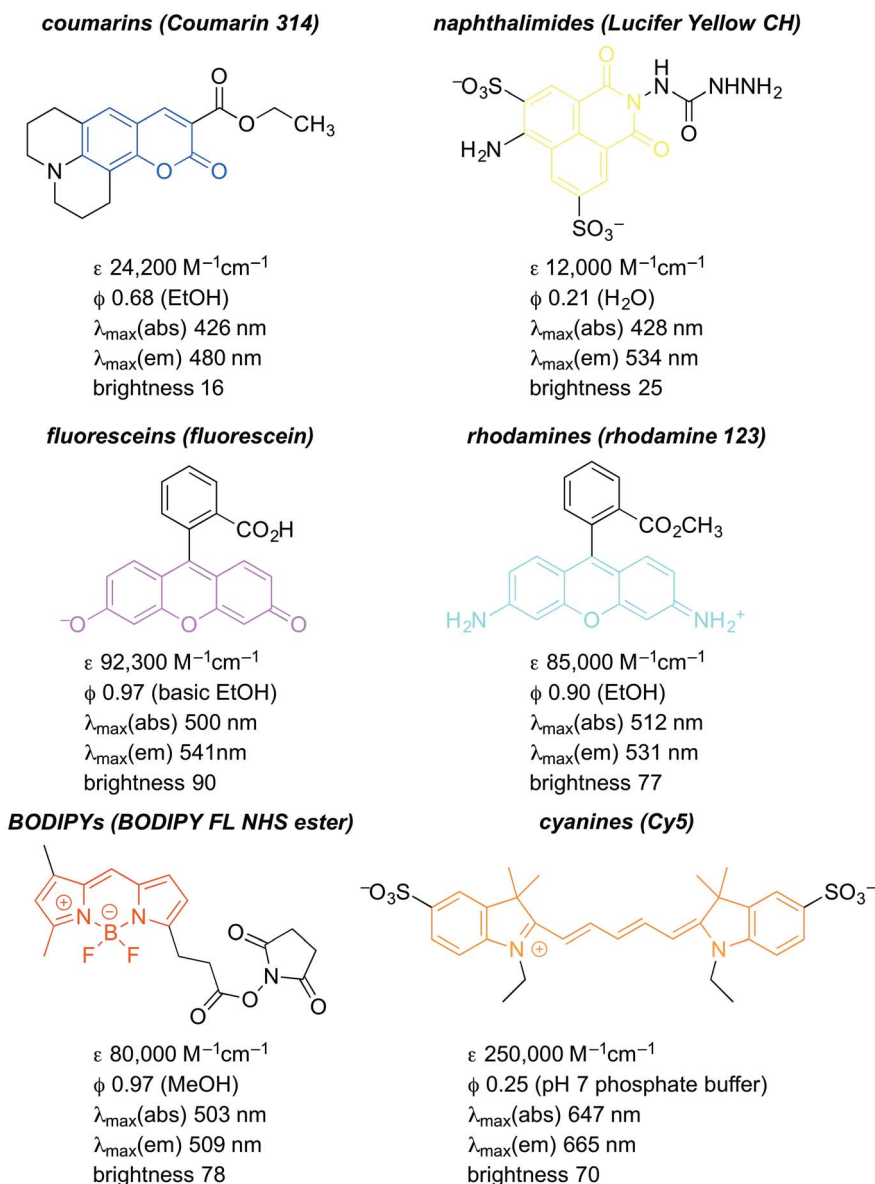 coumarins (Coumarin 314)
O
O
CH₃
N
O
O
ε 24,200 M⁻¹cm⁻¹
ϕ 0.68 (EtOH)
λmax(abs) 426 nm
λmax(em) 480 nm
brightness 16
naphthalimides (Lucifer Yellow CH)
O
H
⁻O₃S
N
N
NHNH₂
H₂N
O
O
SO₃⁻
ε 12,000 M⁻¹cm⁻¹
ϕ 0.21 (H₂O)
λmax(abs) 428 nm
λmax(em) 534 nm
brightness 25
fluoresceins (fluorescein)
CO₂H
⁻O
O
O
ε 92,300 M⁻¹cm⁻¹
ϕ 0.97 (basic EtOH)
λmax(abs) 500 nm
λmax(em) 541nm
brightness 90
rhodamines (rhodamine 123)
CO₂CH₃
H₂N
O
NH₂⁺
ε 85,000 M⁻¹cm⁻¹
ϕ 0.90 (EtOH)
λmax(abs) 512 nm
λmax(em) 531 nm
brightness 77
BODIPYs (BODIPY FL NHS ester)
⊕
⊖
N
B
N
F
F
O
N
O
O
O
ε 80,000 M⁻¹cm⁻¹
ϕ 0.97 (MeOH)
λmax(abs) 503 nm
λmax(em) 509 nm
brightness 78
cyanines (Cy5)
⁻O₃S
SO₃⁻
N
⊕
N
ε 250,000 M⁻¹cm⁻¹
ϕ 0.25 (pH 7 phosphate buffer)
λmax(abs) 647 nm
λmax(em) 665 nm
brightness 70